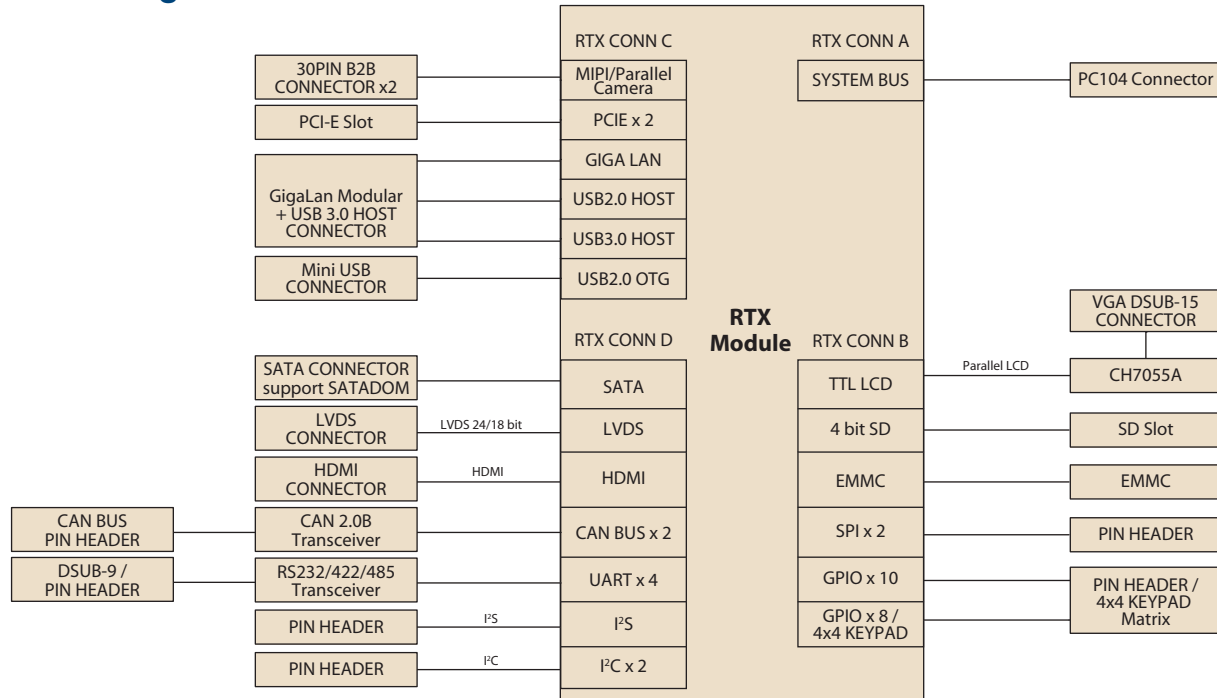 RTX CONN C
RTX CONN A
30PIN B2B
CONNECTOR x2
MIPI/Parallel
Camera
SYSTEM BUS
PC104 Connector
PCI-E Slot
PCIE x 2
GigaLan Modular
+ USB 3.0 HOST
CONNECTOR
GIGA LAN
USB2.0 HOST
USB3.0 HOST
Mini USB
CONNECTOR
USB2.0 OTG
RTX
Module
VGA DSUB-15
CONNECTOR
RTX CONN D
RTX CONN B
SATA CONNECTOR
support SATADOM
SATA
TTL LCD
Parallel LCD
CH7055A
LVDS
CONNECTOR
LVDS 24/18 bit
LVDS
4 bit SD
SD Slot
HDMI
CONNECTOR
HDMI
HDMI
EMMC
EMMC
CAN BUS
PIN HEADER
CAN 2.0B
Transceiver
CAN BUS x 2
SPI x 2
PIN HEADER
DSUB-9 /
PIN HEADER
RS232/422/485
Transceiver
UART x 4
GPIO x 10
PIN HEADER /
4x4 KEYPAD
Matrix
PIN HEADER
I²S
I²S
GPIO x 8 /
4x4 KEYPAD
PIN HEADER
I²C
I²C x 2